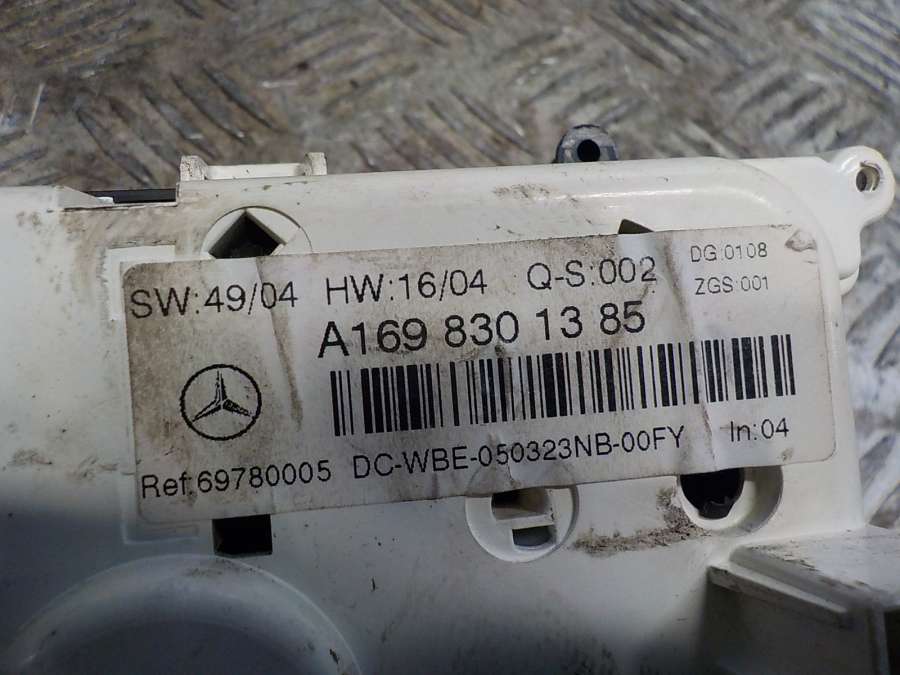 SW:49/04 HW:16/04 Q-S:002 DG:0108
ZGS:001
A169 830 13 85
Ref:69780005 DC-WBE-050323NB-00FY In:04